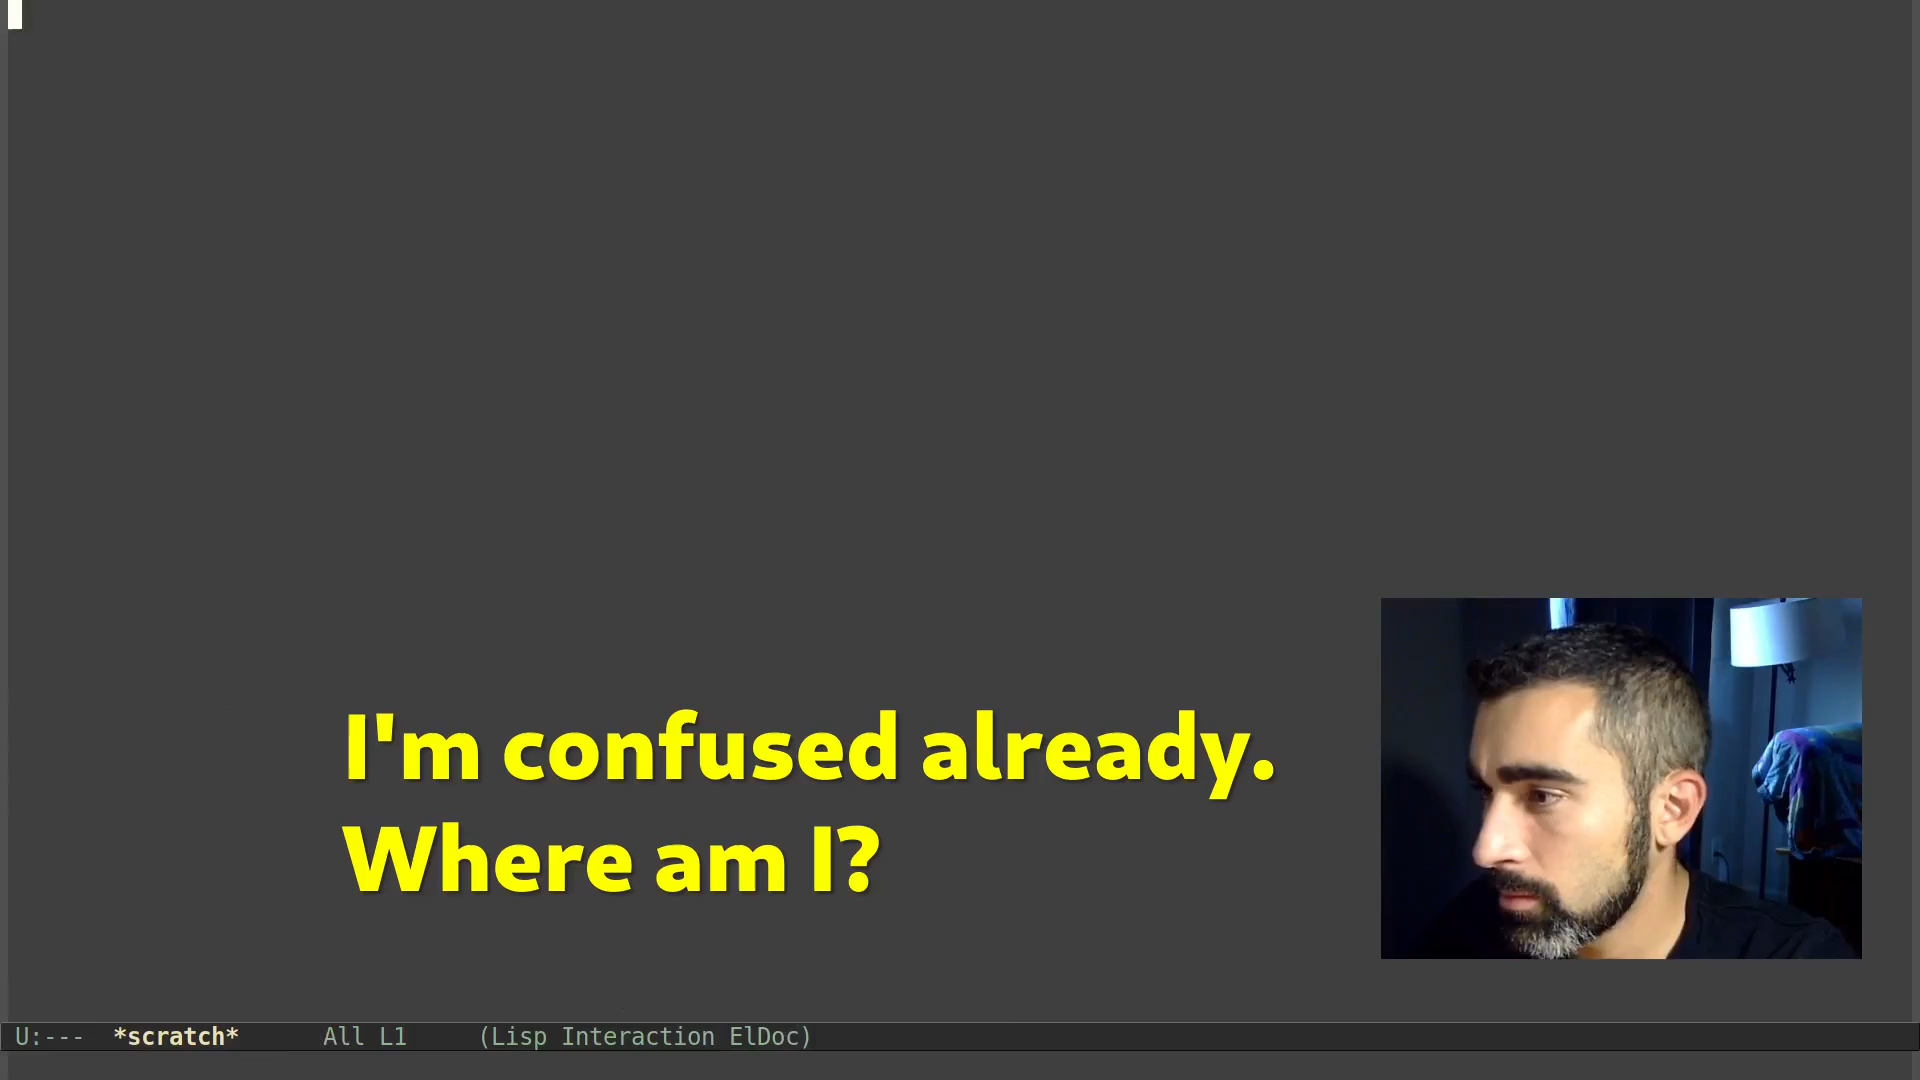 I'm confused already.
Where am I?
U:--- *scratch* All L1 (Lisp Interaction ElDoc)